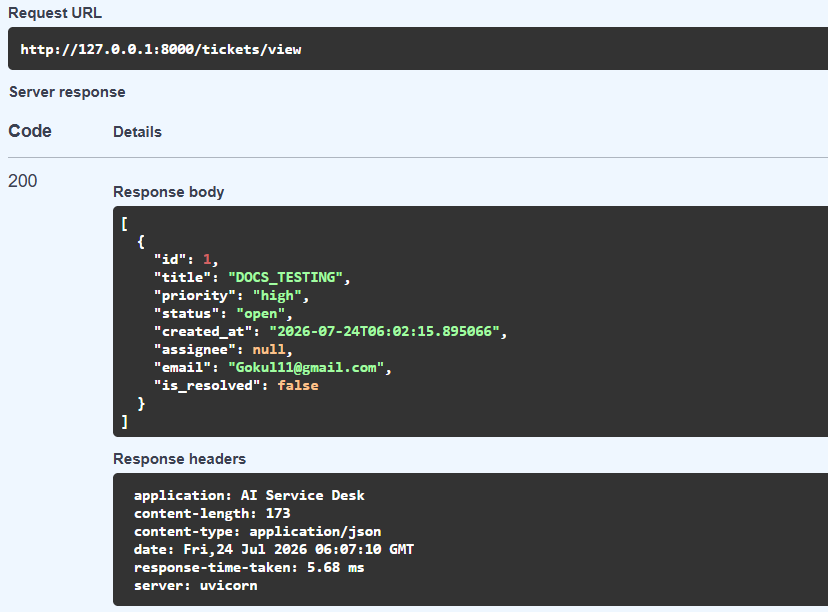 Request URL
http://127.0.0.1:8000/tickets/view
Server response
Code Details
200
Response body
[
{
"id": 1,
"title": "DOCS_TESTING",
"priority": "high",
"status": "open",
"created_at": "2026-07-24T06:02:15.895066",
"assignee": null,
"email": "Gokul11@gmail.com",
"is_resolved": false
}
]
Response headers
application: AI Service Desk
content-length: 173
content-type: application/json
date: Fri,24 Jul 2026 06:07:10 GMT
response-time-taken: 5.68 ms
server: uvicorn